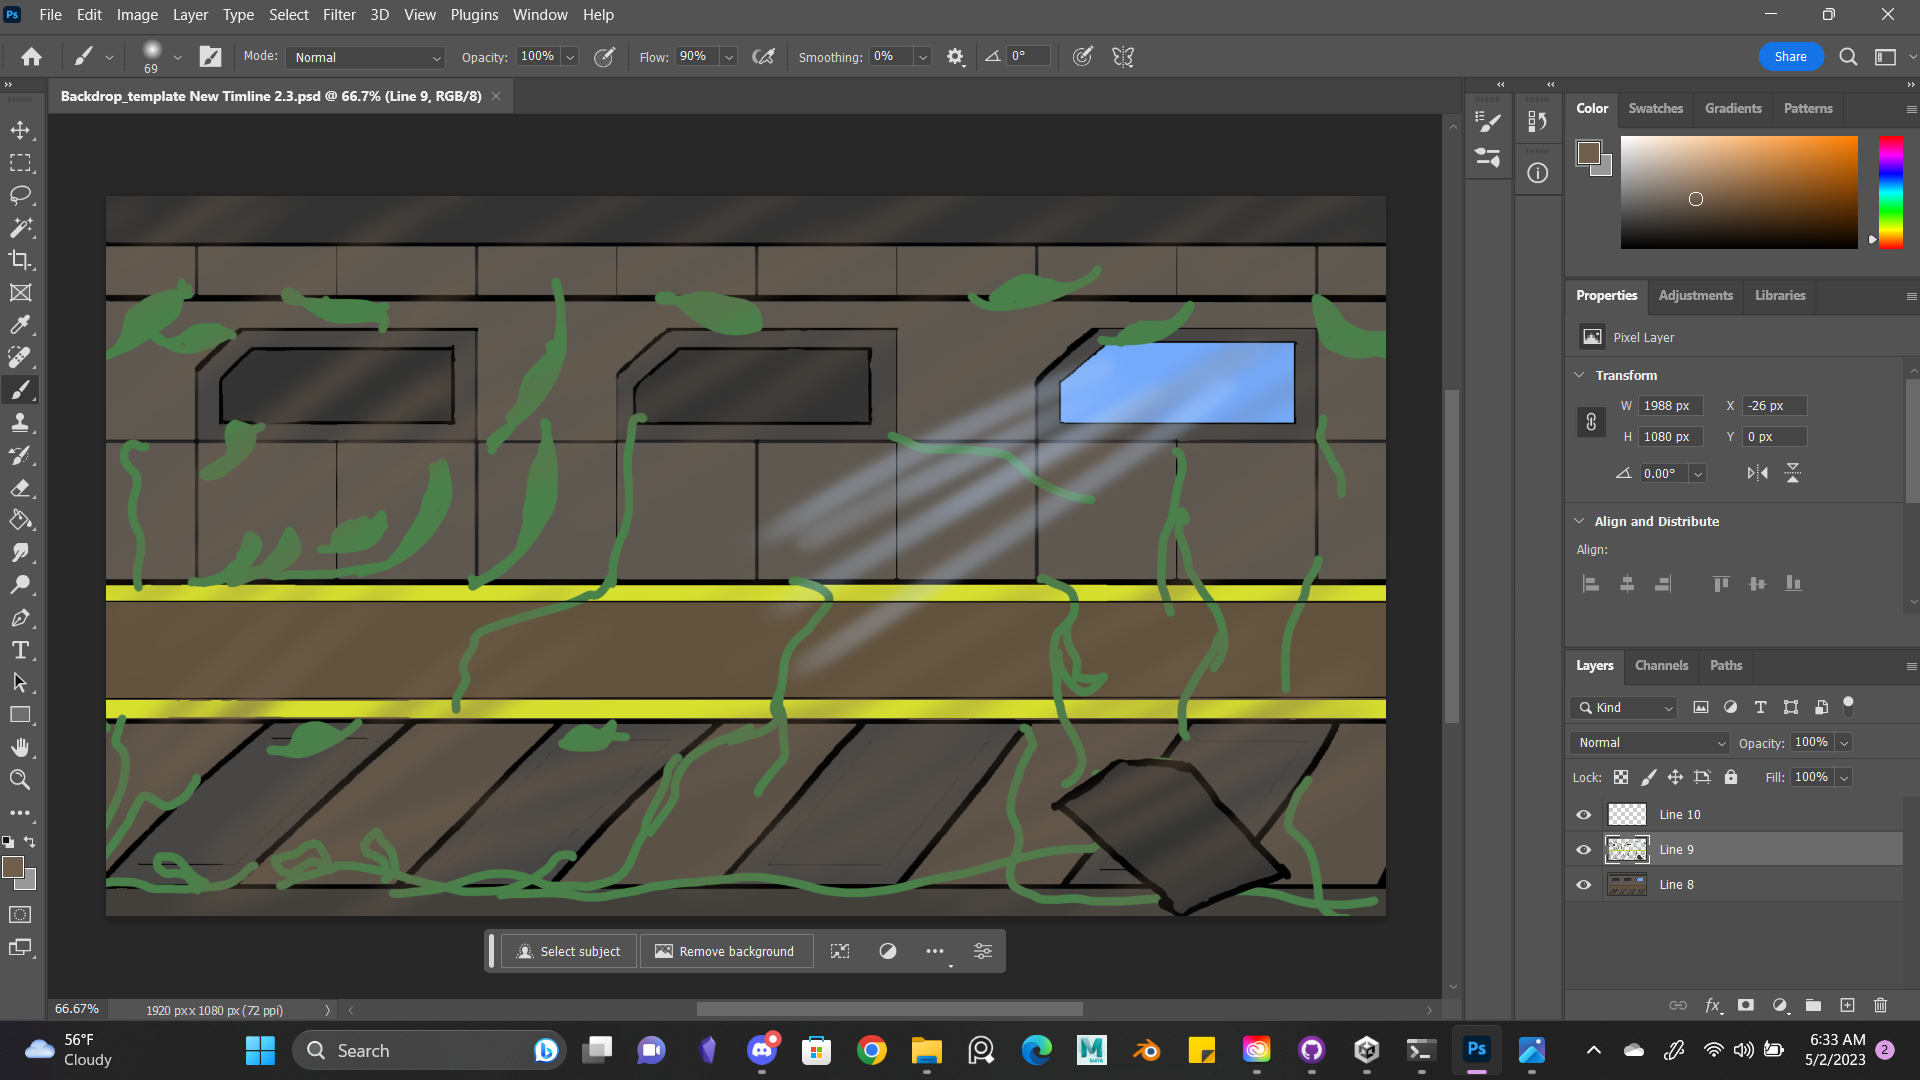 Ps File Edit Image Layer Type Select Filter 3D View Plugins Window Help
69 Mode: Normal Opacity: 100% Flow: 90% Smoothing: 0% 0° Share
Backdrop_template New Timline 2.3.psd @ 66.7% (Line 9, RGB/8)
Color Swatches Gradients Patterns
Properties Adjustments Libraries
Pixel Layer
Transform
W 1988 px X -26 px
H 1080 px Y 0 px
0.00°
Align and Distribute
Align:
Layers Channels Paths
Kind
Normal Opacity: 100%
Lock: Fill: 100%
Line 10
Line 9
Line 8
Select subject Remove background
66.67% 1920 px x 1080 px (72 ppi)
fx
56°F
Cloudy
Search
MAYA
Ps
6:33 AM
5/2/2023
2